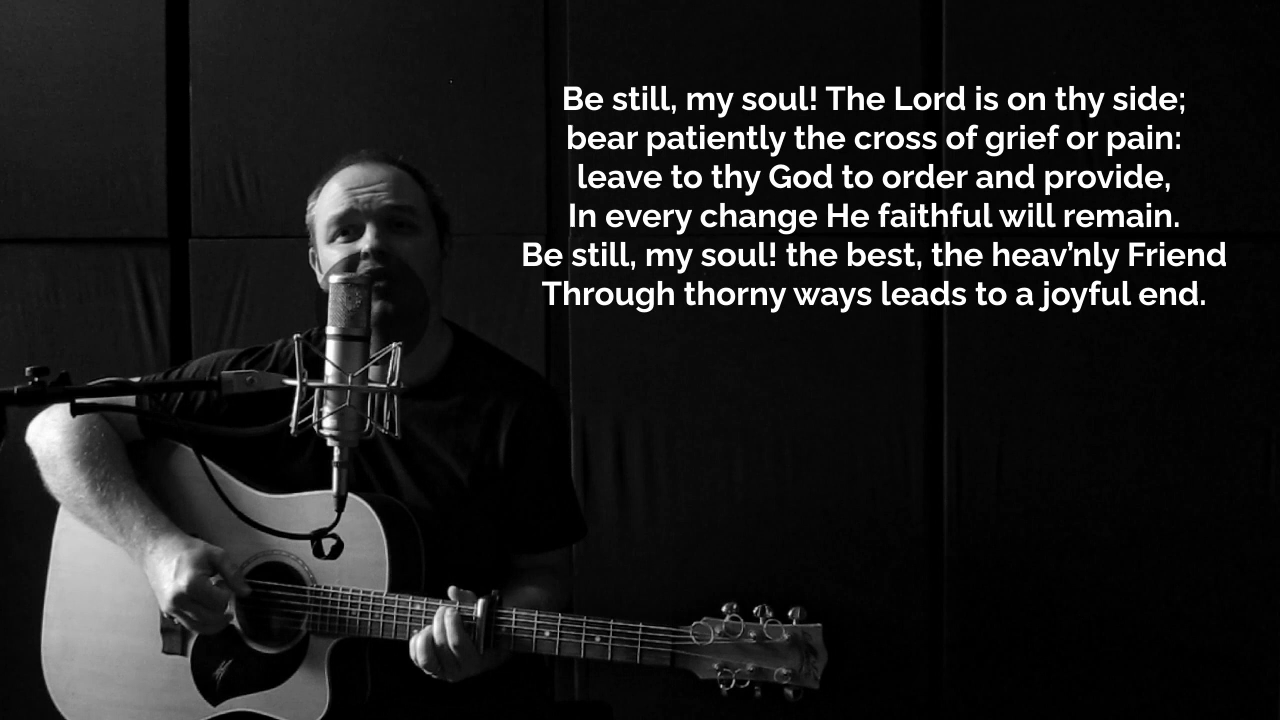 Be still, my soul! The Lord is on thy side;
bear patiently the cross of grief or pain:
leave to thy God to order and provide,
In every change He faithful will remain.
Be still, my soul! the best, the heav’nly Friend
Through thorny ways leads to a joyful end.